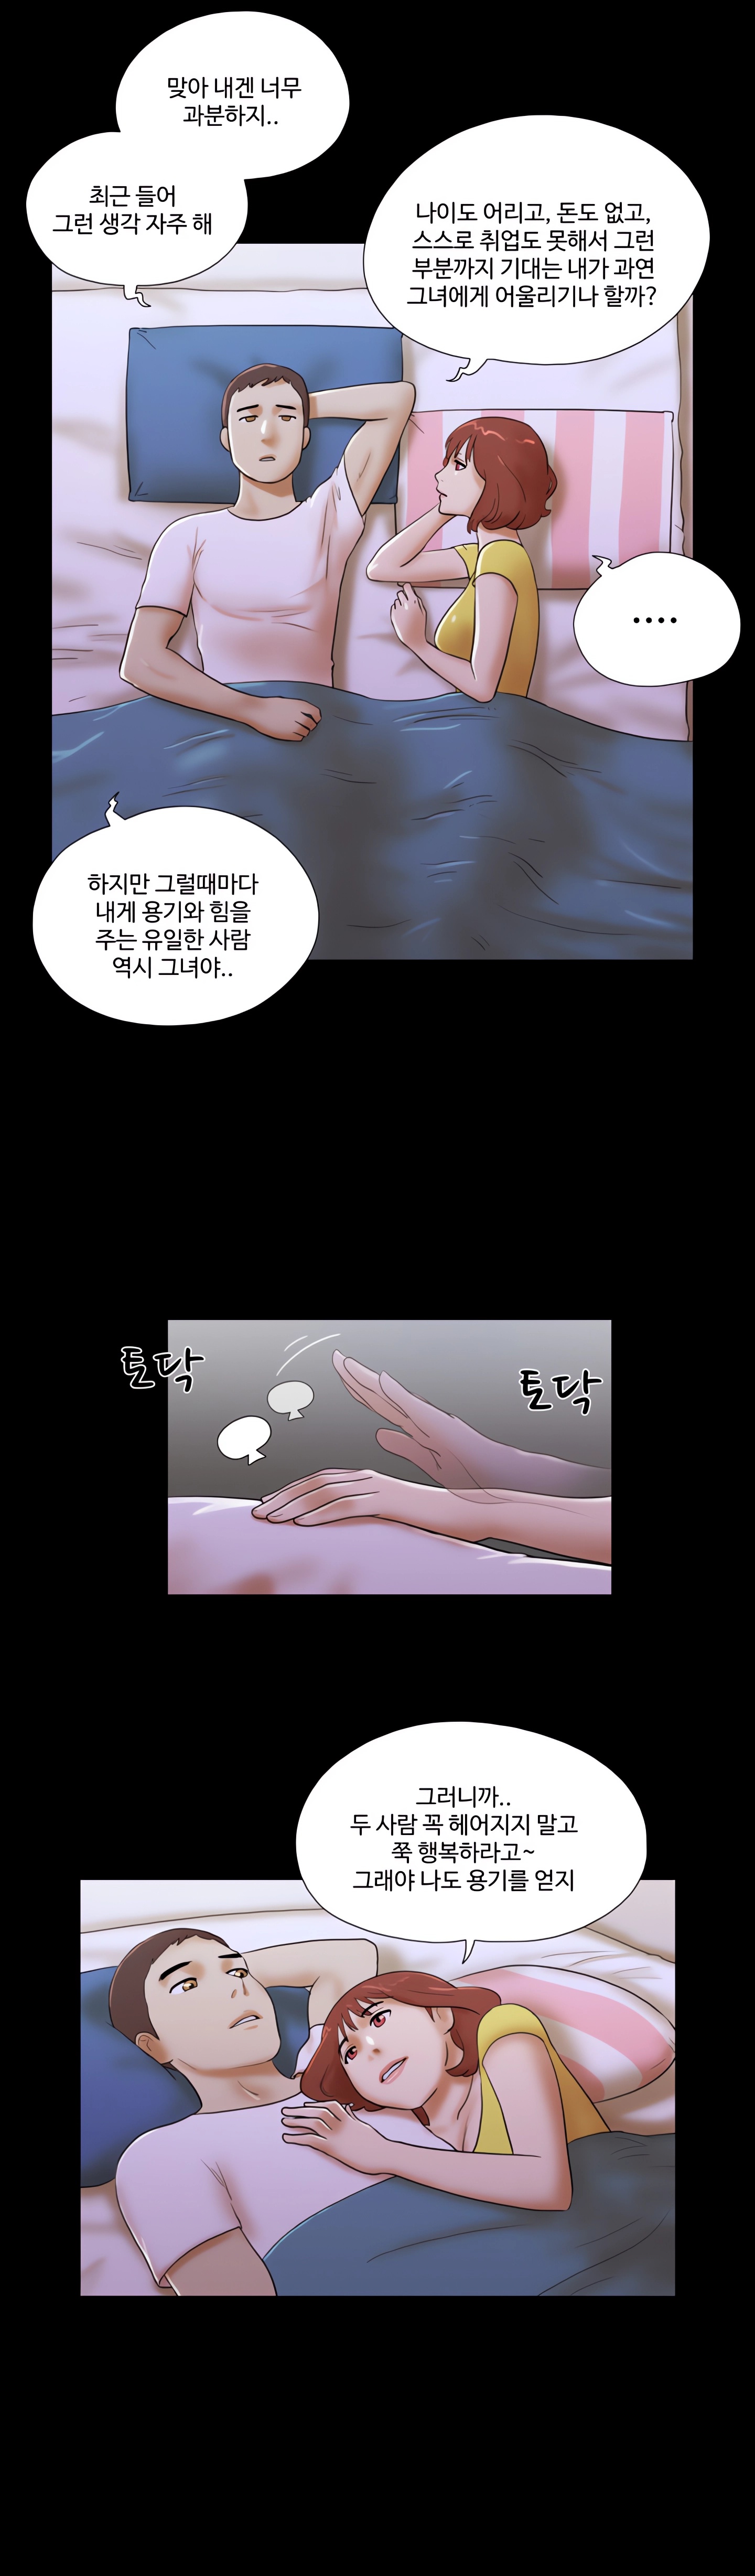 맞아 내겐 너무
과분하지..
최근 들어
그런 생각 자주 해
나이도 어리고, 돈도 없고,
스스로 취업도 못해서 그런
부분까지 기대는 내가 과연
그녀에게 어울리기나 할까?
....
하지만 그럴때마다
내게 용기와 힘을
주는 유일한 사람
역시 그녀야..
토닥
토닥
그러니까..
두 사람 꼭 헤어지지 말고
쭉 행복하라고~
그래야 나도 용기를 얻지